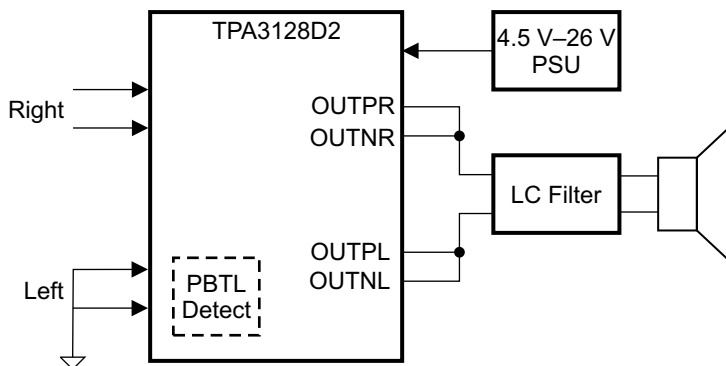 TPA3128D2
4.5 V–26 V
PSU
Right
OUTPR
OUTNR
LC Filter
OUTPL
OUTNL
Left
PBTL
Detect